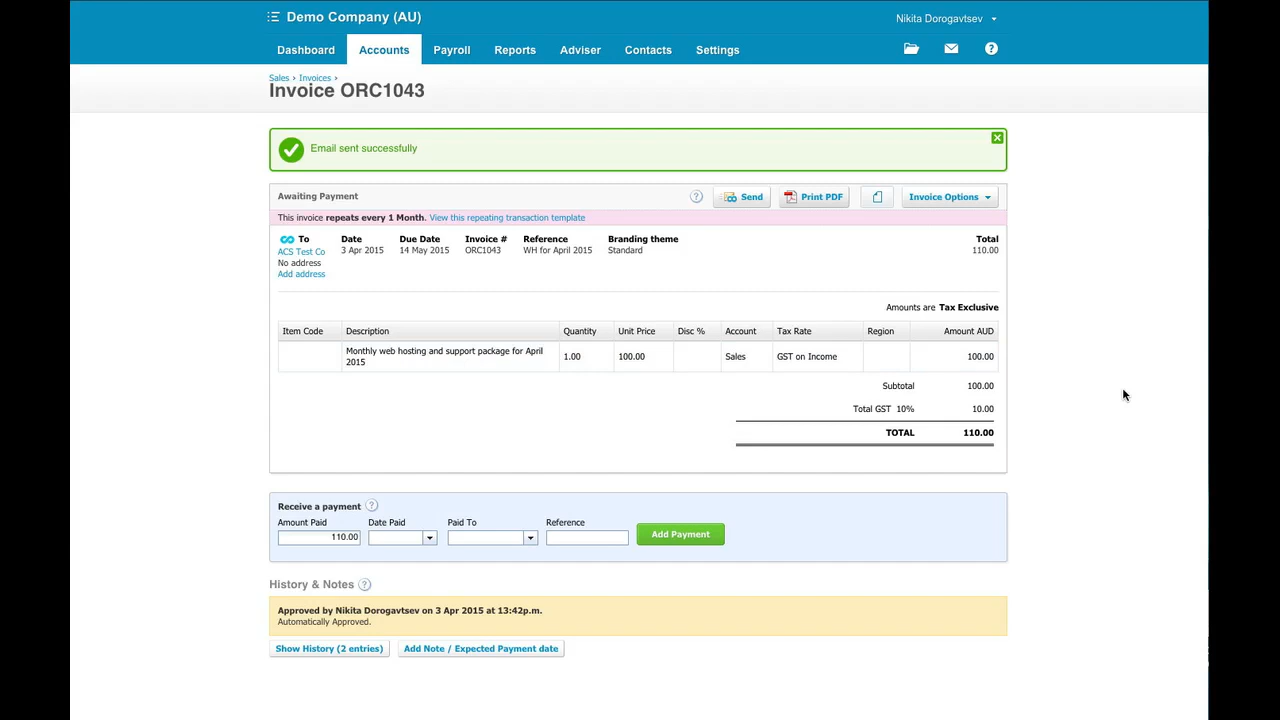 Demo Company (AU)
Nikita Dorogavtsev
Dashboard Accounts Payroll Reports Adviser Contacts Settings
Sales › Invoices ›
Invoice ORC1043
Email sent successfully
Awaiting Payment
? Send Print PDF Invoice Options
This invoice repeats every 1 Month. View this repeating transaction template
To Date Due Date Invoice # Reference Branding theme Total
ACS Test Co 3 Apr 2015 14 May 2015 ORC1043 WH for April 2015 Standard 110.00
No address
Add address
Amounts are Tax Exclusive
Item Code Description Quantity Unit Price Disc % Account Tax Rate Region Amount AUD
Monthly web hosting and support package for April
2015
1.00 100.00 Sales GST on Income 100.00
Subtotal 100.00
Total GST 10% 10.00
TOTAL 110.00
Receive a payment ?
Amount Paid Date Paid Paid To Reference
110.00 Add Payment
History & Notes ?
Approved by Nikita Dorogavtsev on 3 Apr 2015 at 13:42p.m.
Automatically Approved.
Show History (2 entries) Add Note / Expected Payment date